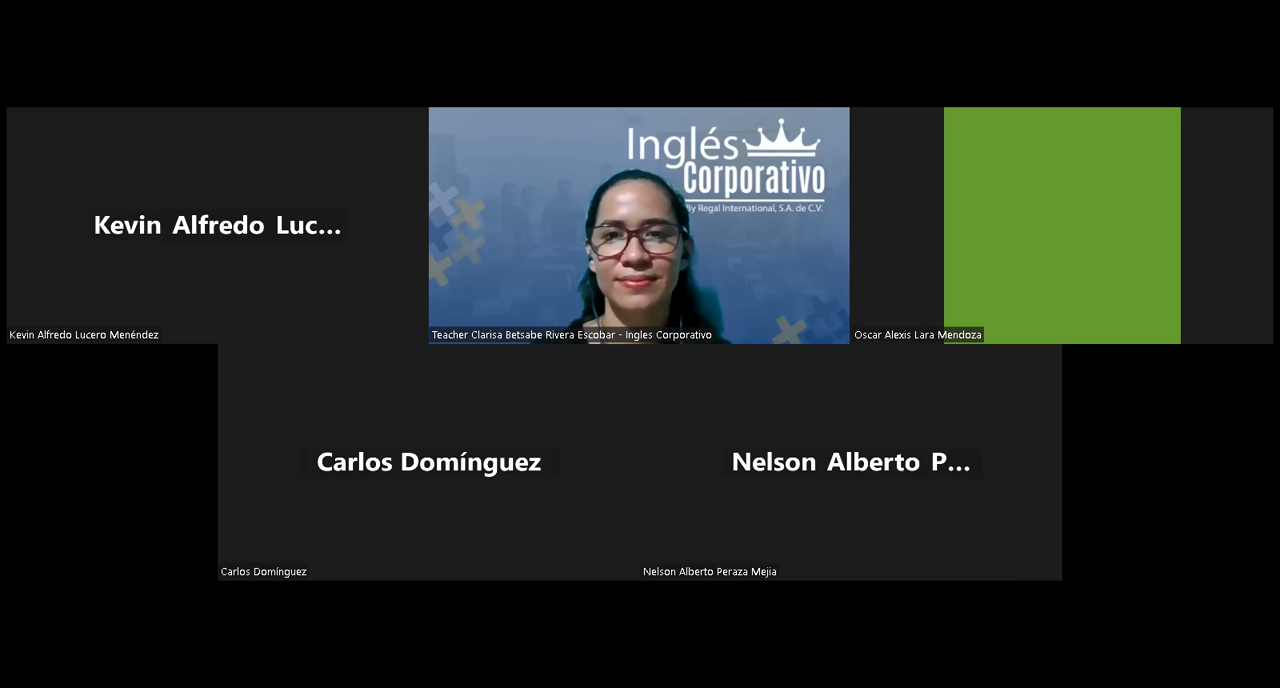 Kevin Alfredo Luc...
Kevin Alfredo Lucero Menéndez
Inglés
Corporativo
By Regal International, S.A. de C.V.
Teacher Clarisa Betsabe Rivera Escobar - Ingles Corporativo
Oscar Alexis Lara Mendoza
Carlos Domínguez
Carlos Domínguez
Nelson Alberto P...
Nelson Alberto Peraza Mejia